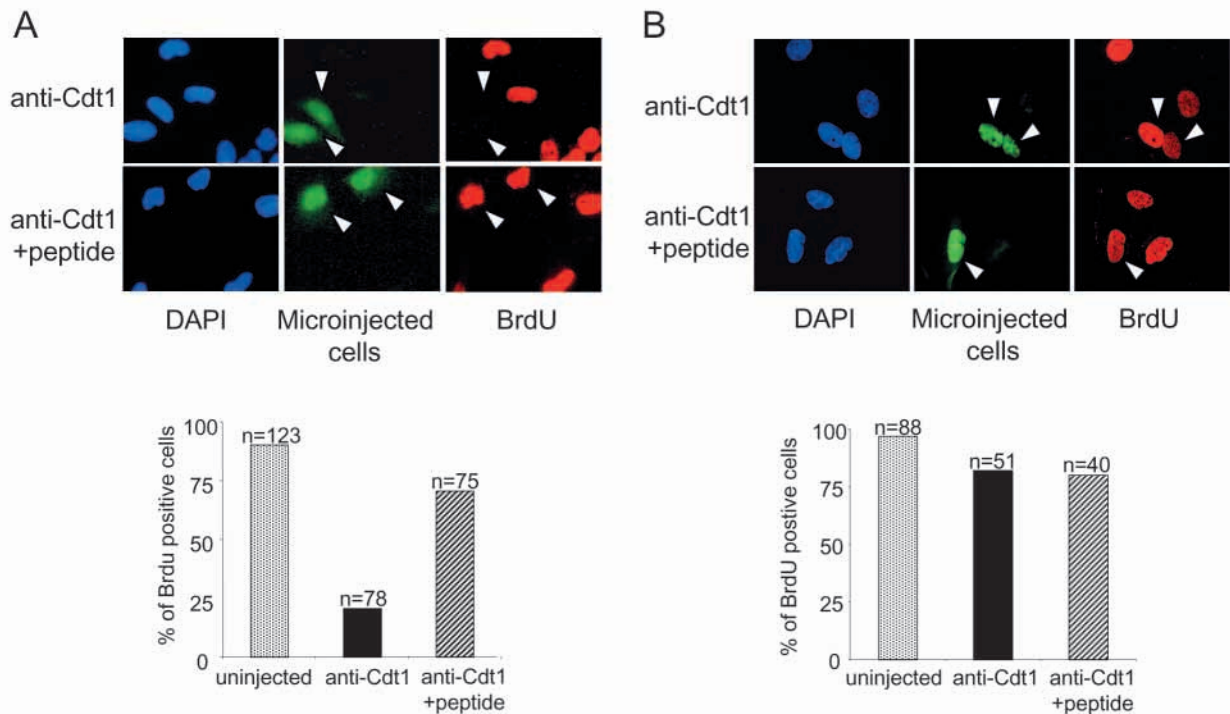 A
anti-Cdt1
anti-Cdt1
+peptide
DAPI
Microinjected
cells
BrdU
% of Brdu positive cells
100
75
50
25
0
n=123
n=78
n=75
uninjected
anti-Cdt1
anti-Cdt1
+peptide
B
anti-Cdt1
anti-Cdt1
+peptide
DAPI
Microinjected
cells
BrdU
% of BrdU postive cells
100
75
50
25
0
n=88
n=51
n=40
uninjected
anti-Cdt1
anti-Cdt1
+peptide